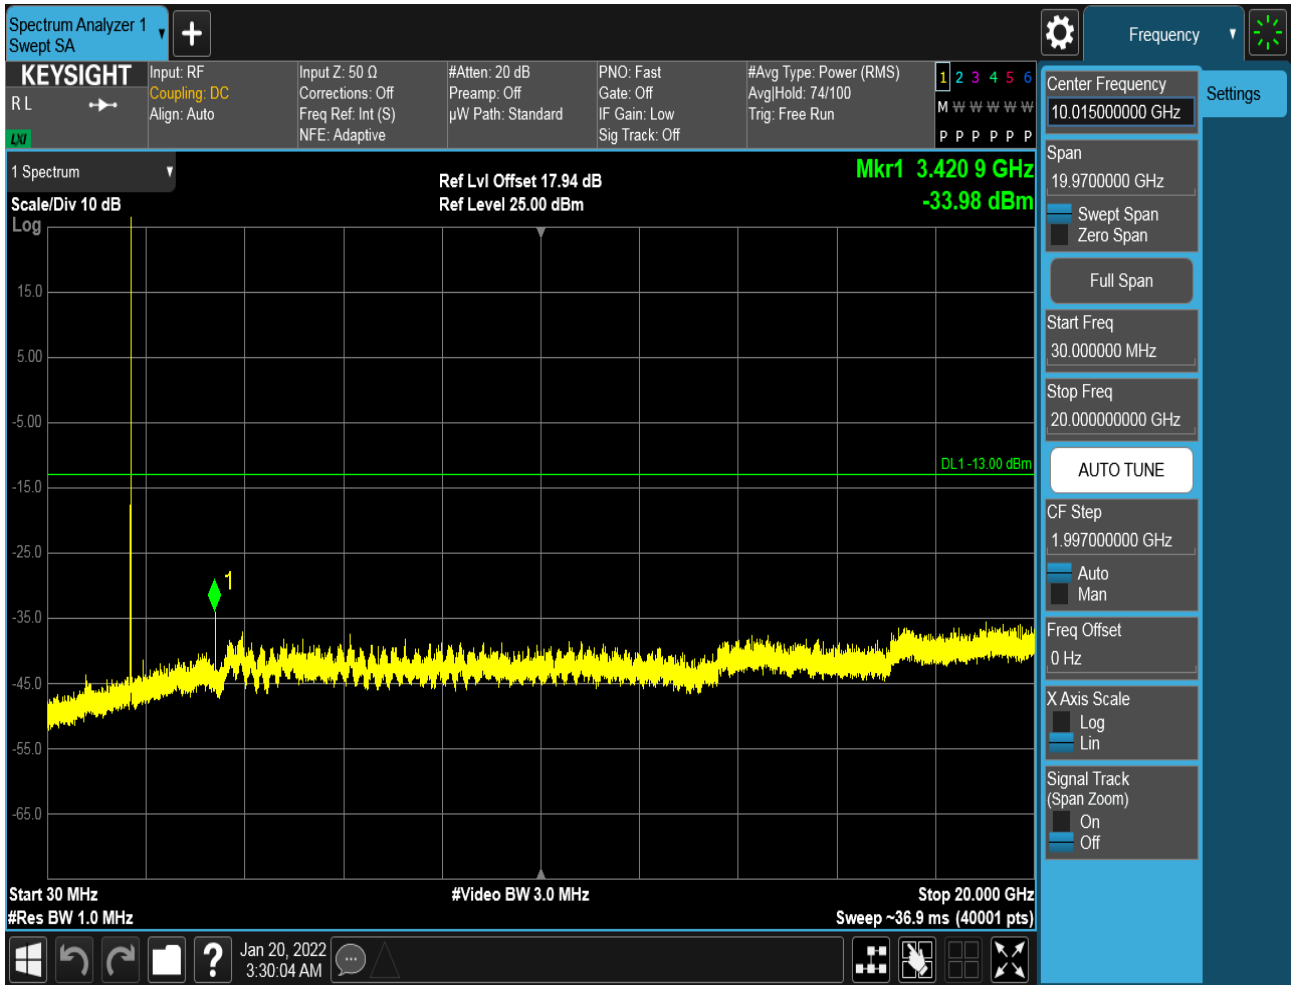 Spectrum Analyzer 1
Swept SA
Frequency
KEYSIGHT
R L
LXI
Input: RF
Coupling: DC
Align: Auto
Input Z: 50 Ω
Corrections: Off
Freq Ref: Int (S)
NFE: Adaptive
#Atten: 20 dB
Preamp: Off
µW Path: Standard
PNO: Fast
Gate: Off
IF Gain: Low
Sig Track: Off
#Avg Type: Power (RMS)
Avg|Hold: 74/100
Trig: Free Run
1 2 3 4 5 6
M W W W W W
P P P P P P
1 Spectrum
Scale/Div 10 dB
Log
Ref Lvl Offset 17.94 dB
Ref Level 25.00 dBm
Mkr1 3.420 9 GHz
-33.98 dBm
15.0
5.00
-5.00
DL1 -13.00 dBm
-15.0
-25.0
1
-35.0
-45.0
-55.0
-65.0
Start 30 MHz
#Res BW 1.0 MHz
#Video BW 3.0 MHz
Stop 20.000 GHz
Sweep ~36.9 ms (40001 pts)
Center Frequency
10.015000000 GHz
Settings
Span
19.9700000 GHz
Swept Span
Zero Span
Full Span
Start Freq
30.000000 MHz
Stop Freq
20.000000000 GHz
AUTO TUNE
CF Step
1.997000000 GHz
Auto
Man
Freq Offset
0 Hz
X Axis Scale
Log
Lin
Signal Track
(Span Zoom)
On
Off
?
Jan 20, 2022
3:30:04 AM